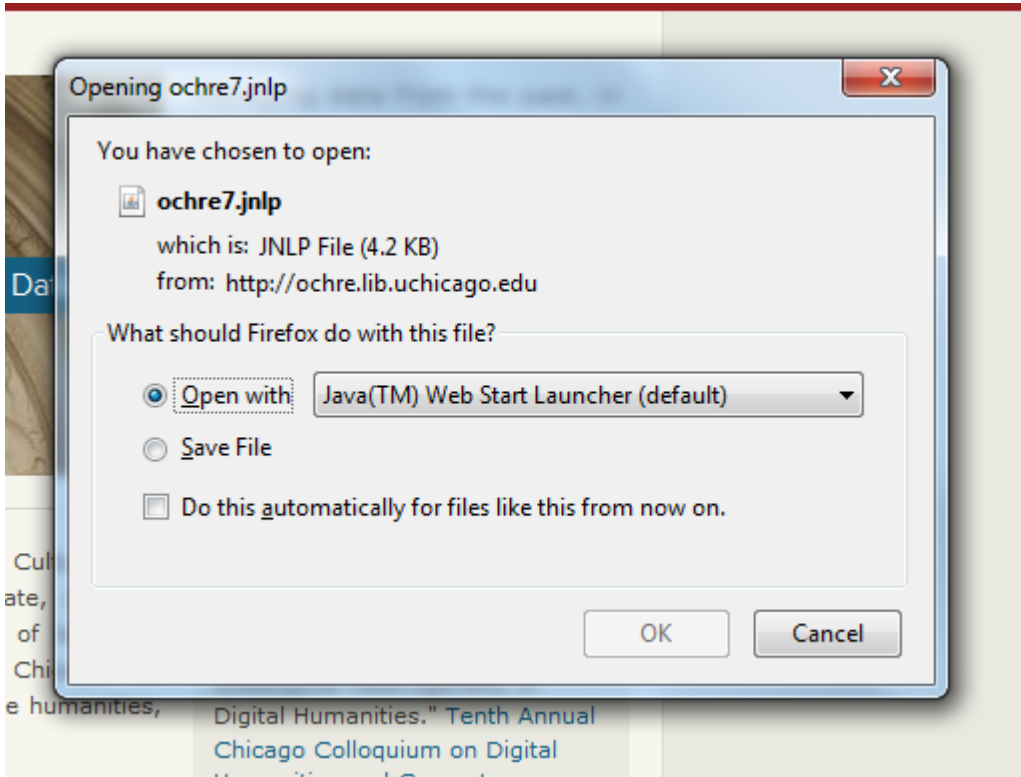 Opening ochre7.jnlp
You have chosen to open:
ochre7.jnlp
which is: JNLP File (4.2 KB)
from: http://ochre.lib.uchicago.edu
Da
What should Firefox do with this file?
Open with Java(TM) Web Start Launcher (default)
Save File
Do this automatically for files like this from now on.
OK Cancel
Cul
ate,
of
Chi
e humanities,
Digital Humanities." Tenth Annual
Chicago Colloquium on Digital